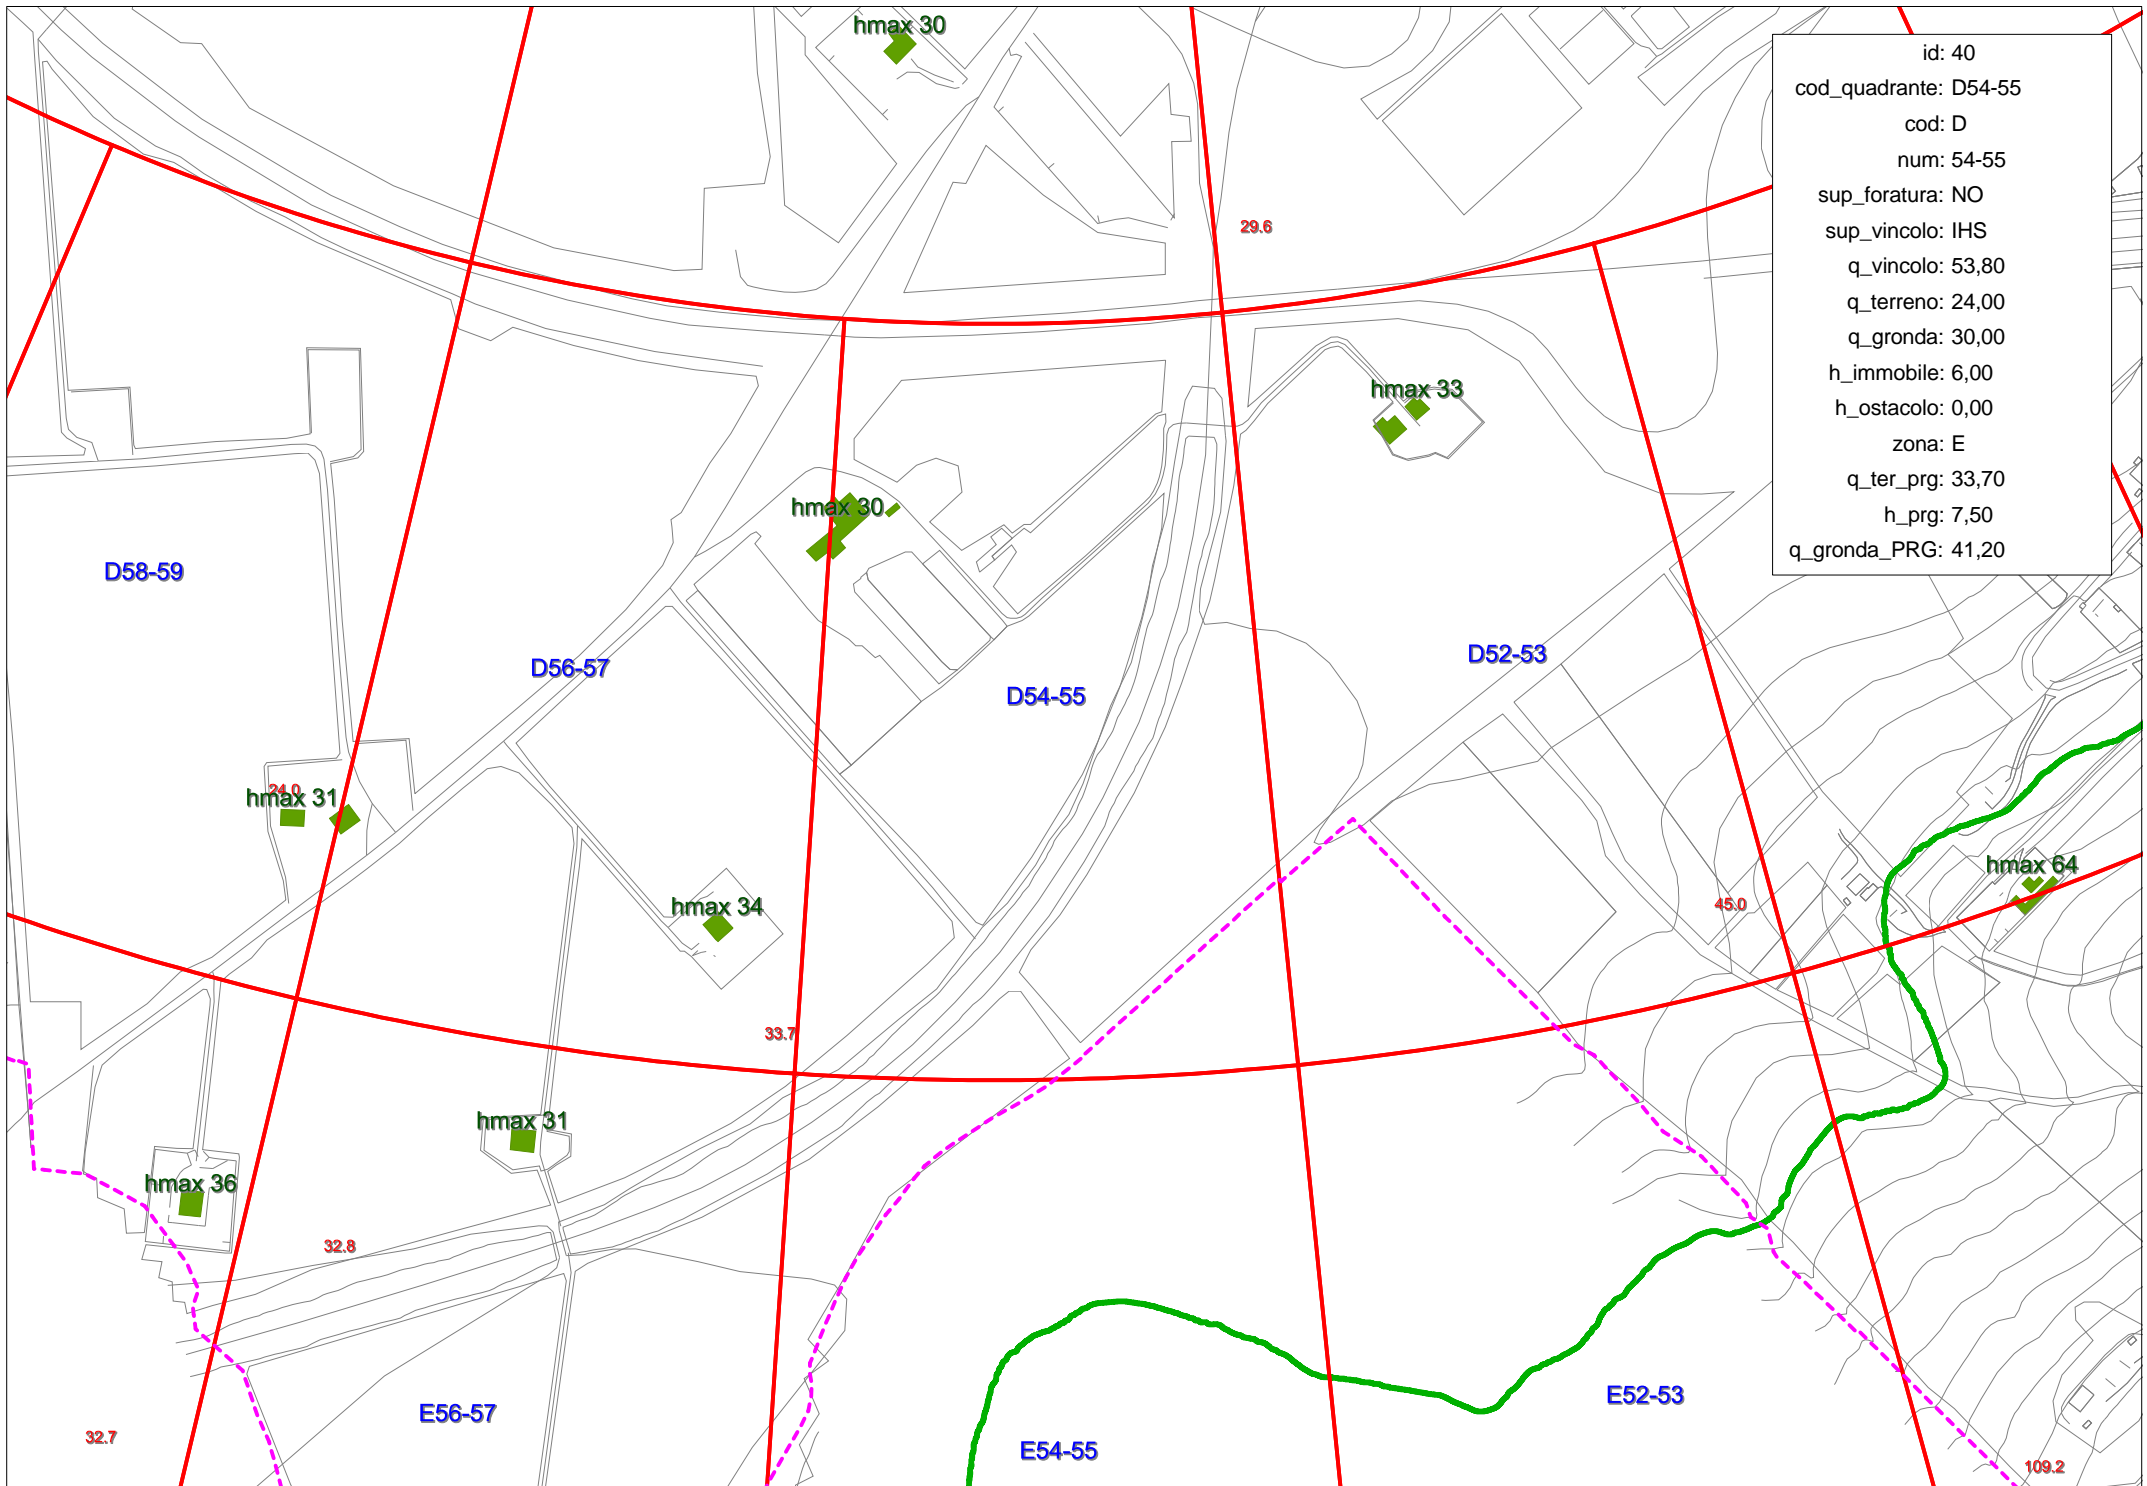 hmax 30
id: 40
cod_quadrante: D54-55
cod: D
num: 54-55
sup_foratura: NO
sup_vincolo: IHS
q_vincolo: 53,80
q_terreno: 24,00
q_gronda: 30,00
h_immobile: 6,00
h_ostacolo: 0,00
zona: E
q_ter_prg: 33,70
h_prg: 7,50
q_gronda_PRG: 41,20
29.6
hmax 33
hmax 30
D58-59
D56-57
D54-55
D52-53
24.0
hmax 31
hmax 34
hmax 64
45.0
33.7
hmax 31
hmax 36
32.8
E56-57
E52-53
32.7
E54-55
109.2